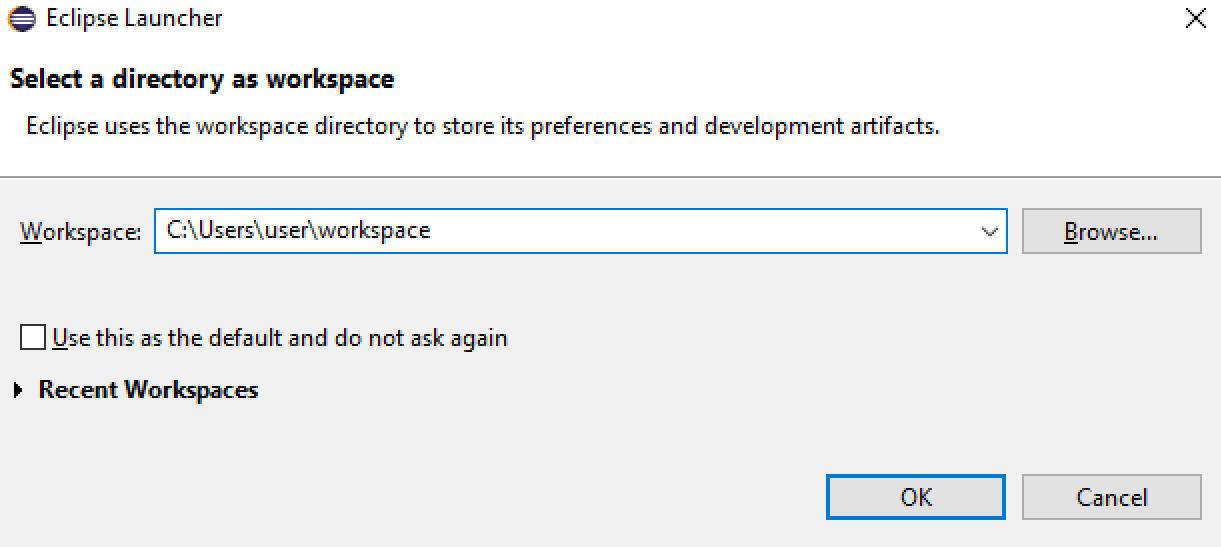 Eclipse Launcher
Select a directory as workspace
Eclipse uses the workspace directory to store its preferences and development artifacts.
Workspace: C:\Users\user\workspace Browse...
Use this as the default and do not ask again
Recent Workspaces
OK Cancel